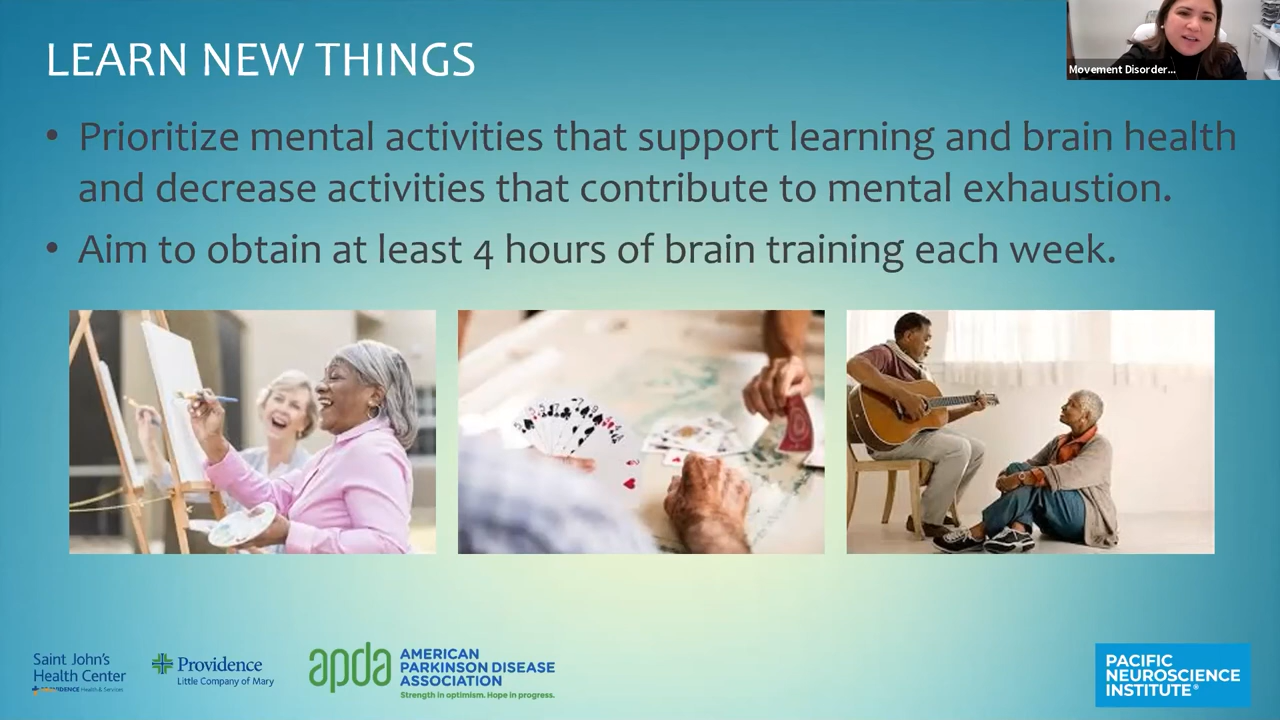 LEARN NEW THINGS
Movement Disorder...
• Prioritize mental activities that support learning and brain health
and decrease activities that contribute to mental exhaustion.
• Aim to obtain at least 4 hours of brain training each week.
Saint John's
Health Center
PROVIDENCE Health & Services
Providence
Little Company of Mary
apda
AMERICAN
PARKINSON DISEASE
ASSOCIATION
Strength in optimism. Hope in progress.
PACIFIC
NEUROSCIENCE
INSTITUTE®